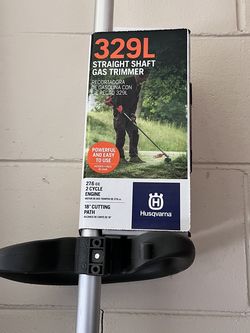 329L
STRAIGHT SHAFT
GAS TRIMMER
RECORTADORA
DE GASOLINA CON
329L
POWERFUL
AND EASY
TO USE
27.6 cc
2 CYCLE
ENGINE
18" CUTTING
PATH
Husqvarna